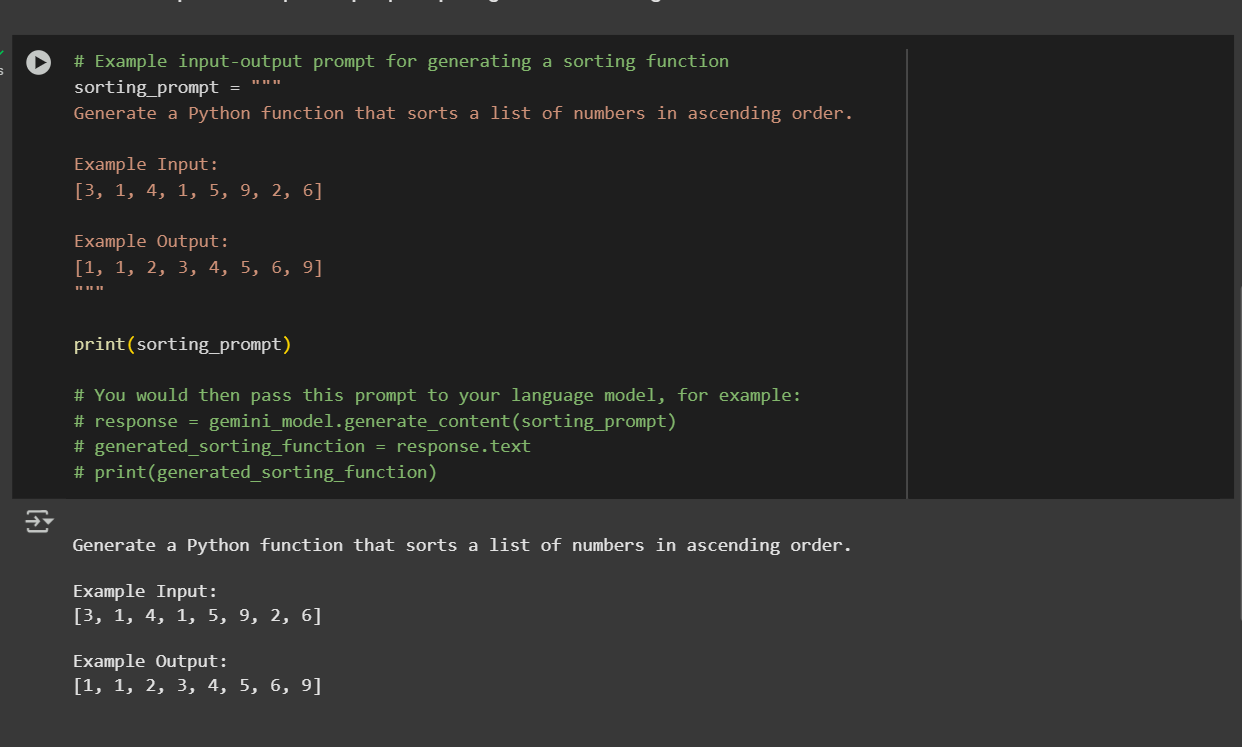 # Example input-output prompt for generating a sorting function
sorting_prompt = """
Generate a Python function that sorts a list of numbers in ascending order.
Example Input:
[3, 1, 4, 1, 5, 9, 2, 6]
Example Output:
[1, 1, 2, 3, 4, 5, 6, 9]
"""
print(sorting_prompt)
# You would then pass this prompt to your language model, for example:
# response = gemini_model.generate_content(sorting_prompt)
# generated_sorting_function = response.text
# print(generated_sorting_function)
Generate a Python function that sorts a list of numbers in ascending order.
Example Input:
[3, 1, 4, 1, 5, 9, 2, 6]
Example Output:
[1, 1, 2, 3, 4, 5, 6, 9]